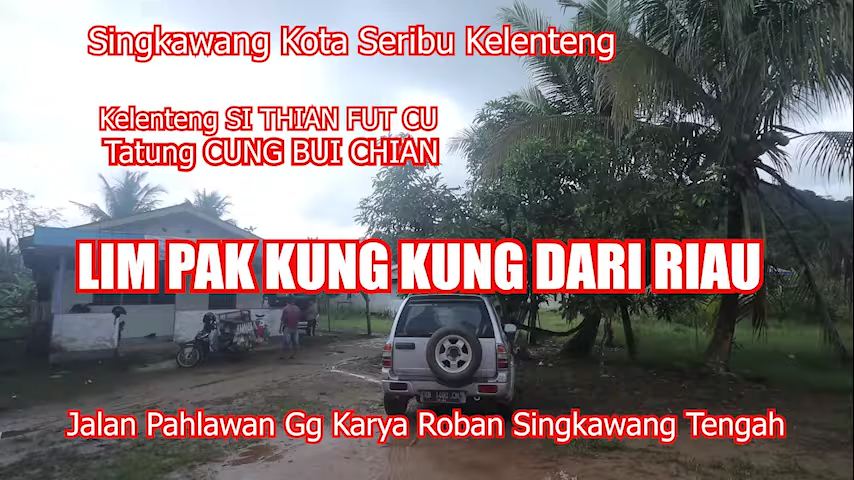 Singkawang Kota Seribu Kelenteng
Kelenteng SI THIAN FUT CU
Tatung CUNG BUI CHIAN
LIM PAK KUNG KUNG DARI RIAU
Jalan Pahlawan Gg Karya Roban Singkawang Tengah